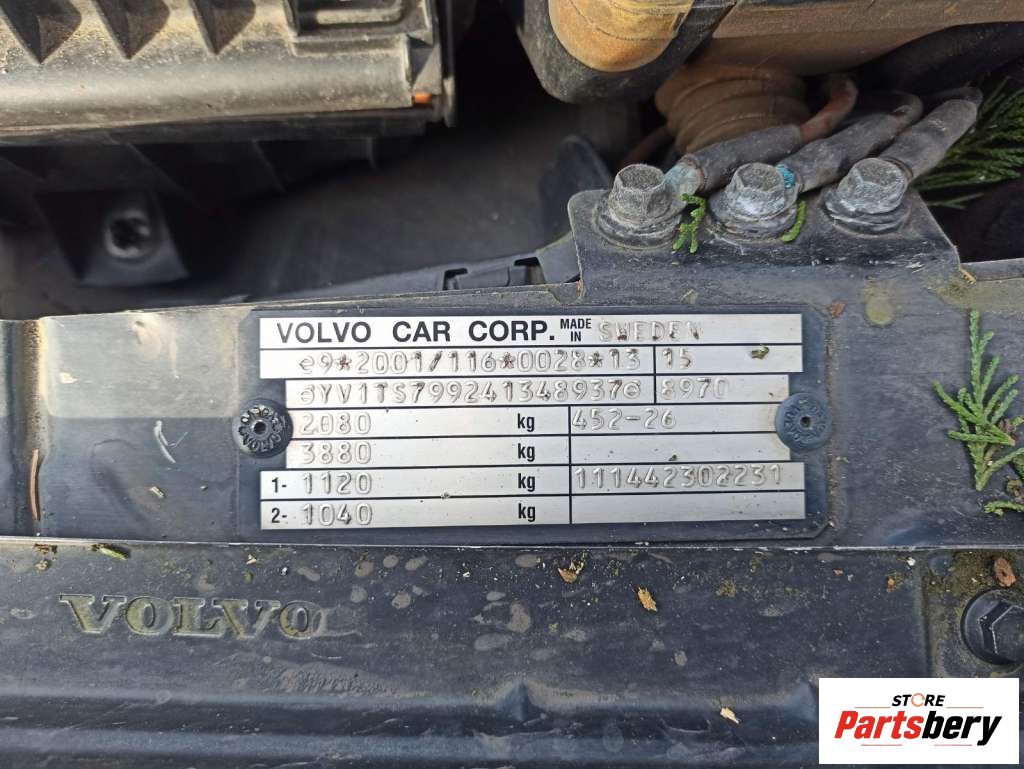 VOLVO CAR CORP. MADE IN SWEDEN
e9*2001/116*0028*13 15
YV1TS799241348937 8970
2080 kg 452-26
3880 kg
1- 1120 kg 111442302231
2- 1040 kg
VOLVO
STORE
Partsbery